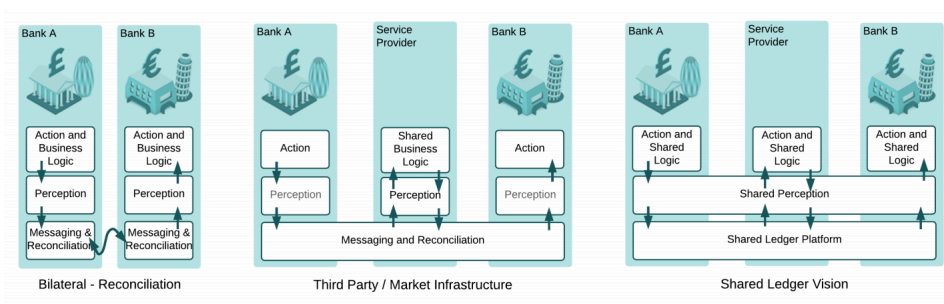 Bank A
Bank B
£
€
Action and
Business
Logic
Action and
Business
Logic
Perception
Perception
Messaging &
Reconciliation
Messaging &
Reconciliation
Bilateral - Reconciliation
Bank A
Service
Provider
Bank B
£
€
Action
Shared
Business
Logic
Action
Perception
Perception
Perception
Messaging and Reconciliation
Third Party / Market Infrastructure
Bank A
Service
Provider
Bank B
£
€
Action and
Shared
Logic
Action and
Shared
Logic
Action and
Shared
Logic
Shared Perception
Shared Ledger Platform
Shared Ledger Vision